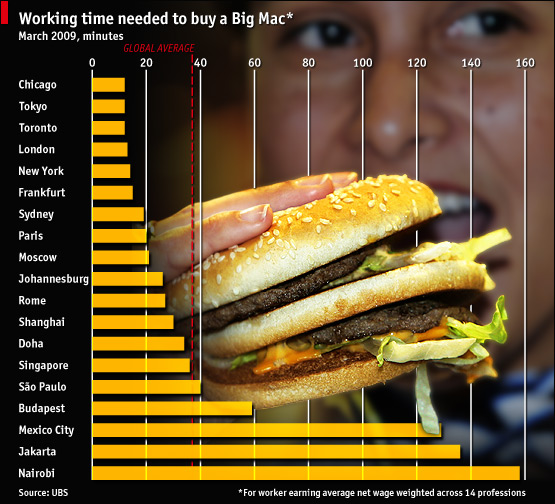 Working time needed to buy a Big Mac*
March 2009, minutes
GLOBAL AVERAGE
0 20 40 60 80 100 120 140 160
Chicago
Tokyo
Toronto
London
New York
Frankfurt
Sydney
Paris
Moscow
Johannesburg
Rome
Shanghai
Doha
Singapore
São Paulo
Budapest
Mexico City
Jakarta
Nairobi
Source: UBS *For worker earning average net wage weighted across 14 professions